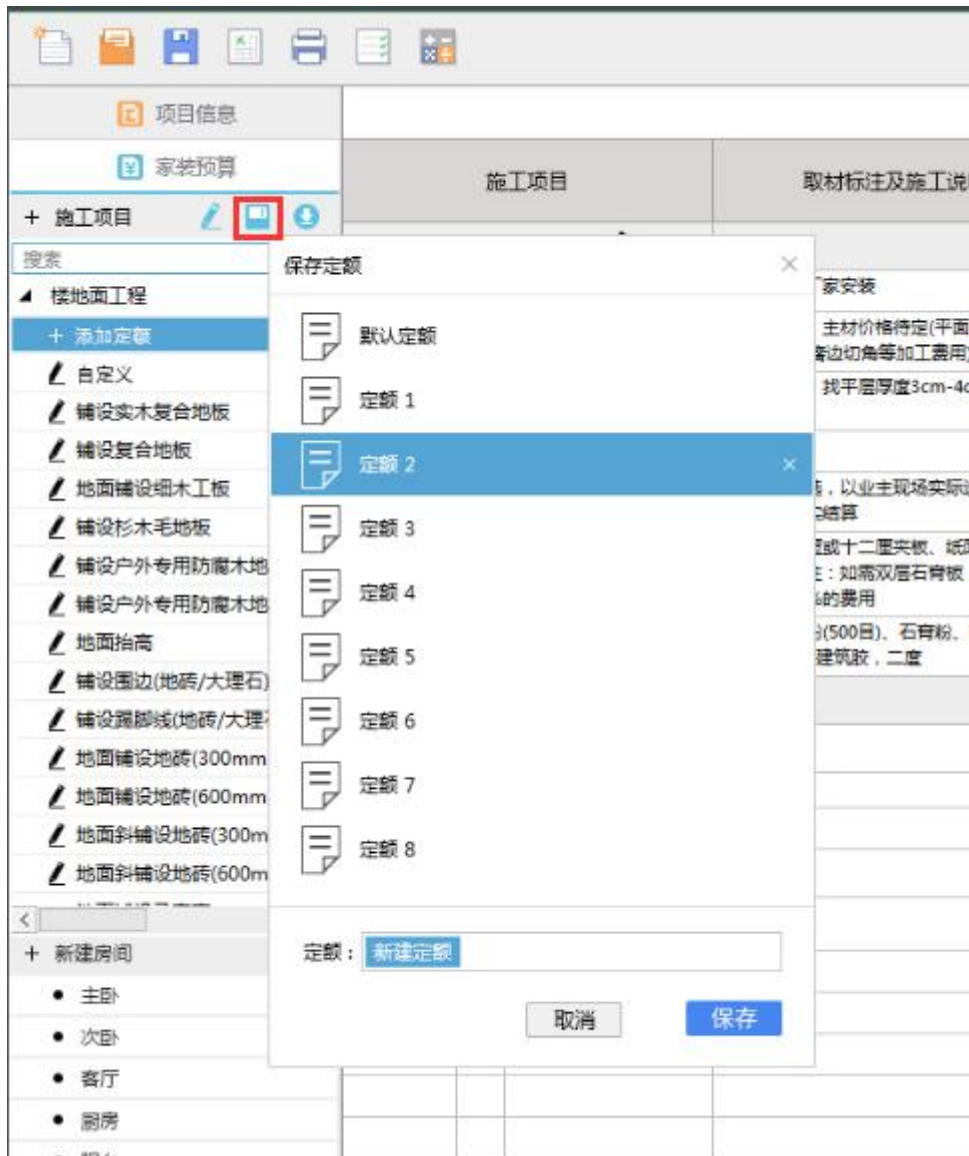 项目信息
家装预算
+ 施工项目
搜索
楼地面工程
+ 添加定额
自定义
铺设实木复合地板
铺设复合地板
地面铺设细木工板
铺设杉木毛地板
铺设户外专用防腐木地
铺设户外专用防腐木地
地面抬高
铺设围边(地砖/大理石)
铺设踢脚线(地砖/大理
地面铺设地砖(300mm
地面铺设地砖(600mm
地面斜铺设地砖(300m
地面斜铺设地砖(600m
+ 新建房间
主卧
次卧
客厅
厨房
施工项目
取材标注及施工说
保存定额
默认定额
定额 1
定额 2
定额 3
定额 4
定额 5
定额 6
定额 7
定额 8
定额：新建定额
取消
保存
家安装
主材价格待定(平面
边切角等加工费用)
找平层厚度3cm-4c
，以业主现场实际
结算
或十二厘夹板、纸
：如需双层石膏板
的费用
(500目)、石膏粉、
建筑胶，二度